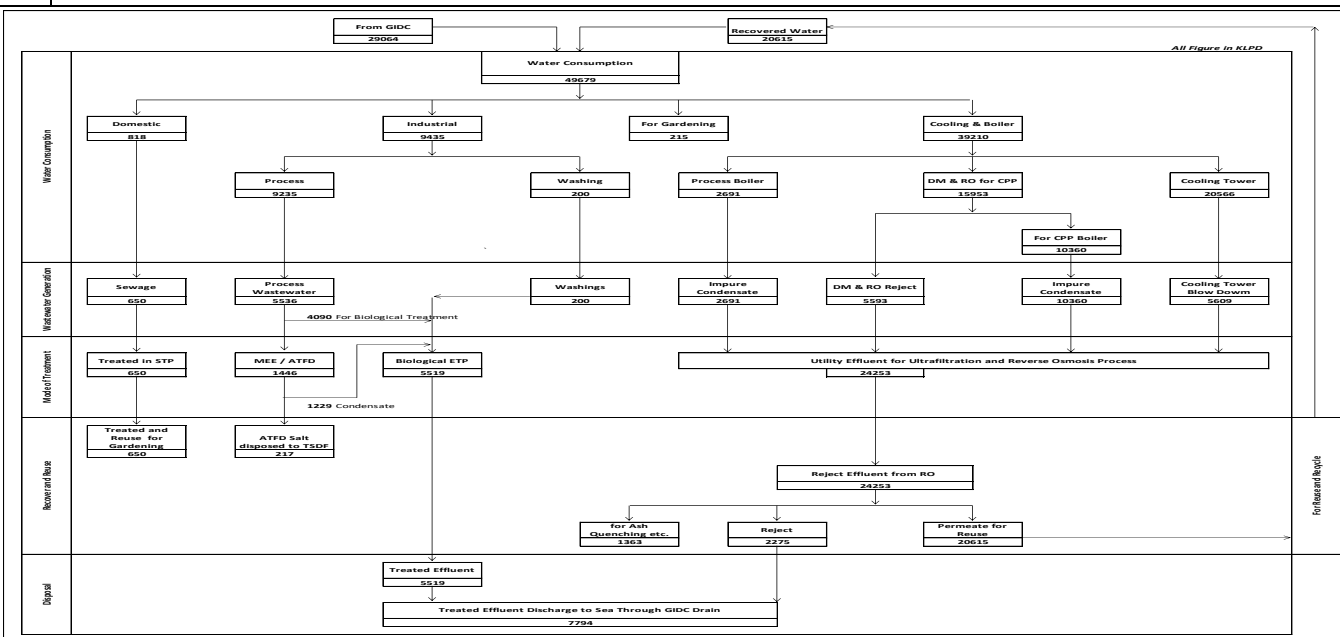 From GIDC
29064
Recovered Water
20615
All Figure in KLPD
Water Consumption
49679
Water Consumption
Domestic
818
Industrial
9435
For Gardening
215
Cooling & Boiler
39210
Process
9235
Washing
200
Process Boiler
2691
DM & RO for CPP
15953
Cooling Tower
20566
For CPP Boiler
10360
Wastewater Generation
Sewage
650
Process
Wastewater
5536
Washings
200
Impure
Condensate
2691
DM & RO Reject
5593
Impure
Condensate
10360
Cooling Tower
Blow Dowm
5609
4090 For Biological Treatment
Mode of Treatment
Treated in STP
650
MEE / ATFD
1446
Biological ETP
5519
Utility Effluent for Ultrafiltration and Reverse Osmosis Process
24253
1229 Condensate
Recover and Reuse
Treated and
Reuse for
Gardening
650
ATFD Salt
disposed to TSDF
217
Reject Effluent from RO
24253
for Ash
Quenching etc.
1363
Reject
2275
Permeate for
Reuse
20615
For Reuse and Recycle
Disposal
Treated Effluent
5519
Treated Effluent Discharge to Sea Through GIDC Drain
7794